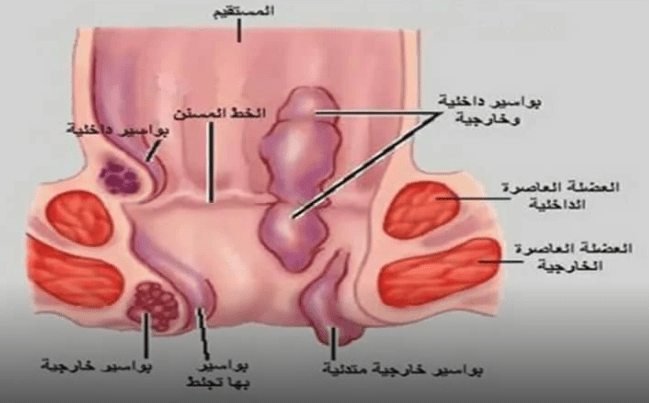 المستقيم
بواسير داخلية
وخارجية
الخط المسنن
بواسير داخلية
العضلة العاصرة
الداخلية
العضلة العاصرة
الخارجية
بواسير خارجية متدلية
بواسير
بها تجلط
بواسير خارجية